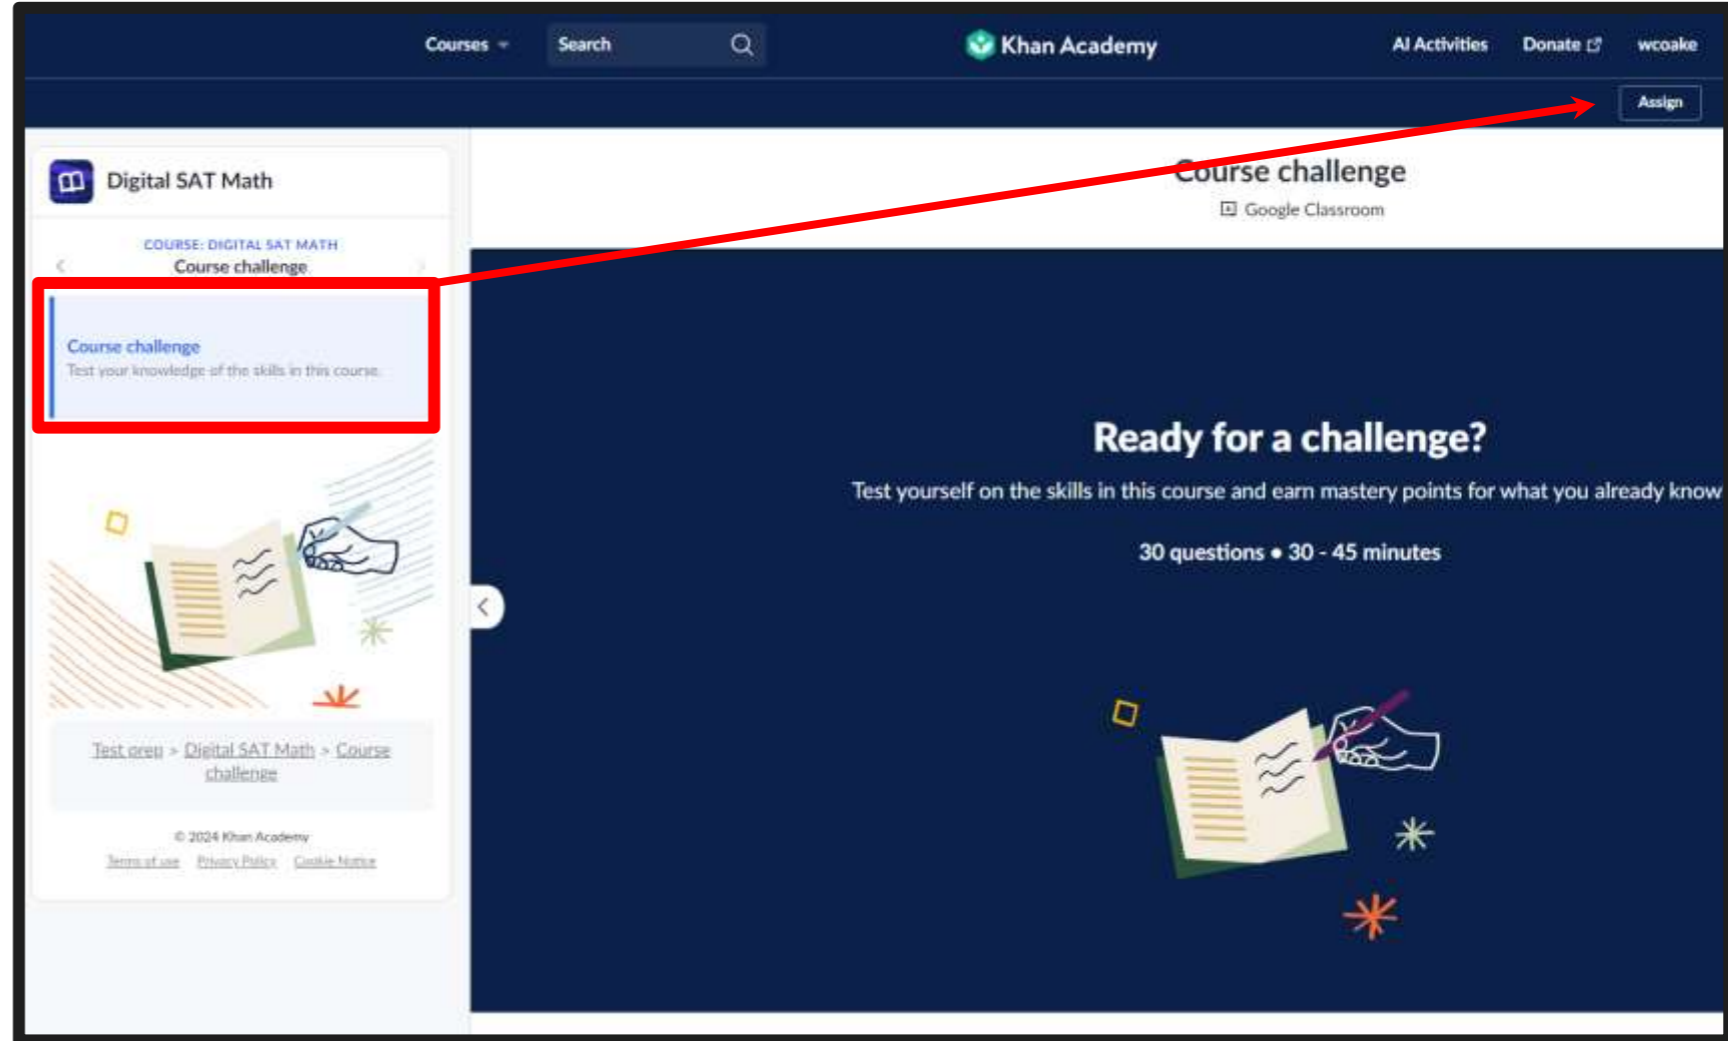 Courses
Search
Khan Academy
AI Activities
Donate
wcoake
Assign
Digital SAT Math
COURSE: DIGITAL SAT MATH
Course challenge
Course challenge
Test your knowledge of the skills in this course.
Test prep > Digital SAT Math > Course
challenge
© 2024 Khan Academy
Terms of use Privacy Policy Cookie Notice
Course challenge
Google Classroom
Ready for a challenge?
Test yourself on the skills in this course and earn mastery points for what you already know
30 questions • 30 - 45 minutes